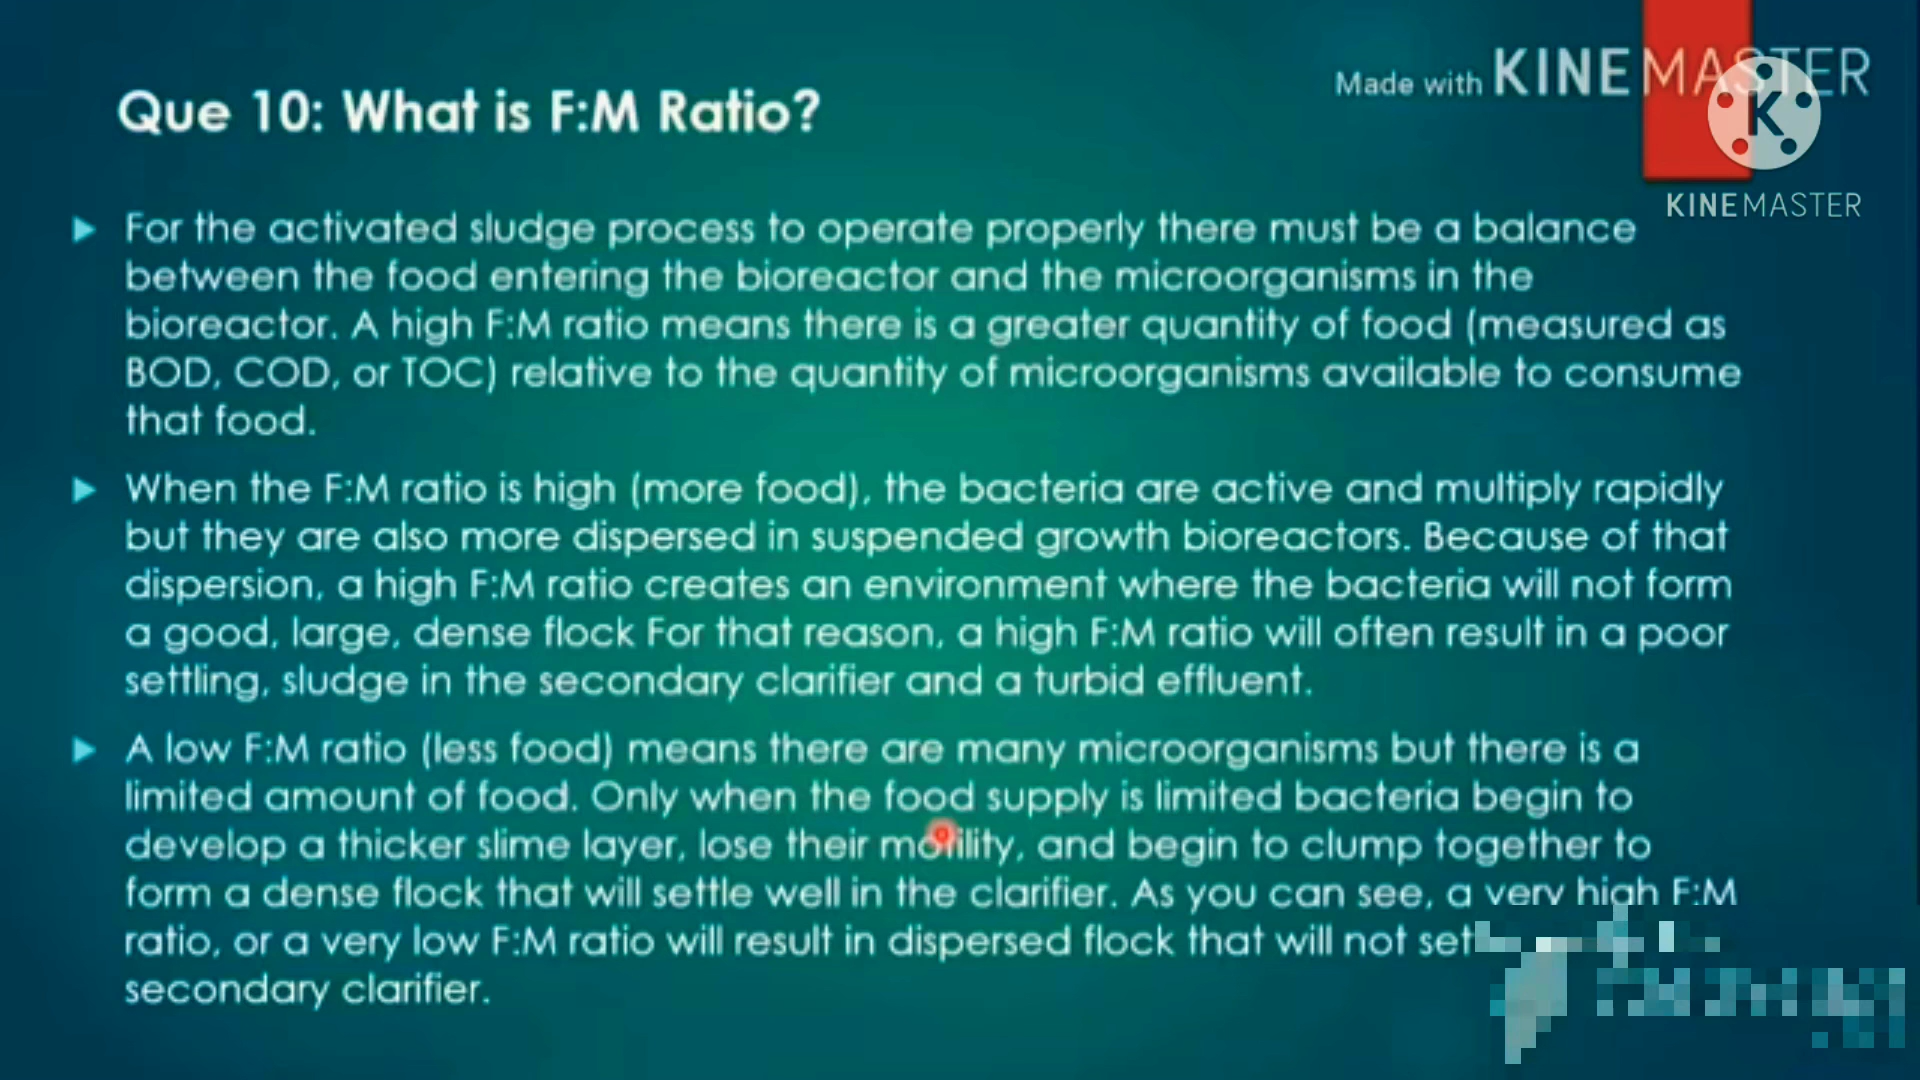 Made with KINEMASTER
K
KINEMASTER
Que 10: What is F:M Ratio?
For the activated sludge process to operate properly there must be a balance
between the food entering the bioreactor and the microorganisms in the
bioreactor. A high F:M ratio means there is a greater quantity of food (measured as
BOD, COD, or TOC) relative to the quantity of microorganisms available to consume
that food.
When the F:M ratio is high (more food), the bacteria are active and multiply rapidly
but they are also more dispersed in suspended growth bioreactors. Because of that
dispersion, a high F:M ratio creates an environment where the bacteria will not form
a good, large, dense flock For that reason, a high F:M ratio will often result in a poor
settling, sludge in the secondary clarifier and a turbid effluent.
A low F:M ratio (less food) means there are many microorganisms but there is a
limited amount of food. Only when the food supply is limited bacteria begin to
develop a thicker slime layer, lose their motility, and begin to clump together to
form a dense flock that will settle well in the clarifier. As you can see, a very high F:M
ratio, or a very low F:M ratio will result in dispersed flock that will not
secondary clarifier.